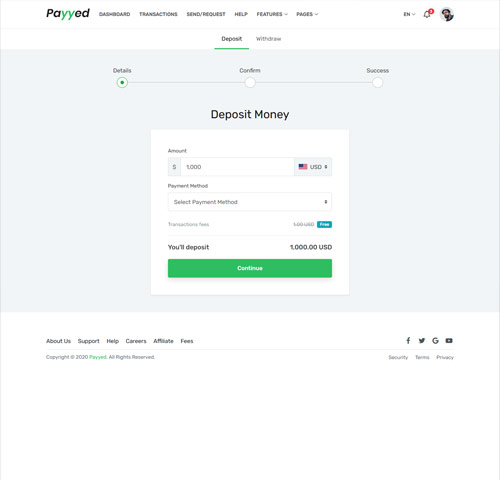 Payyed DASHBOARD TRANSACTIONS SEND/REQUEST HELP FEATURES PAGES EN 3
Deposit Withdraw
Details Confirm Success
Deposit Money
Amount
$ 1,000 USD
Payment Method
Select Payment Method
Transactions fees 1.00 USD Free
You'll deposit 1,000.00 USD
Continue
About Us Support Help Careers Affiliate Fees
Copyright © 2020 Payyed. All Rights Reserved. Security Terms Privacy